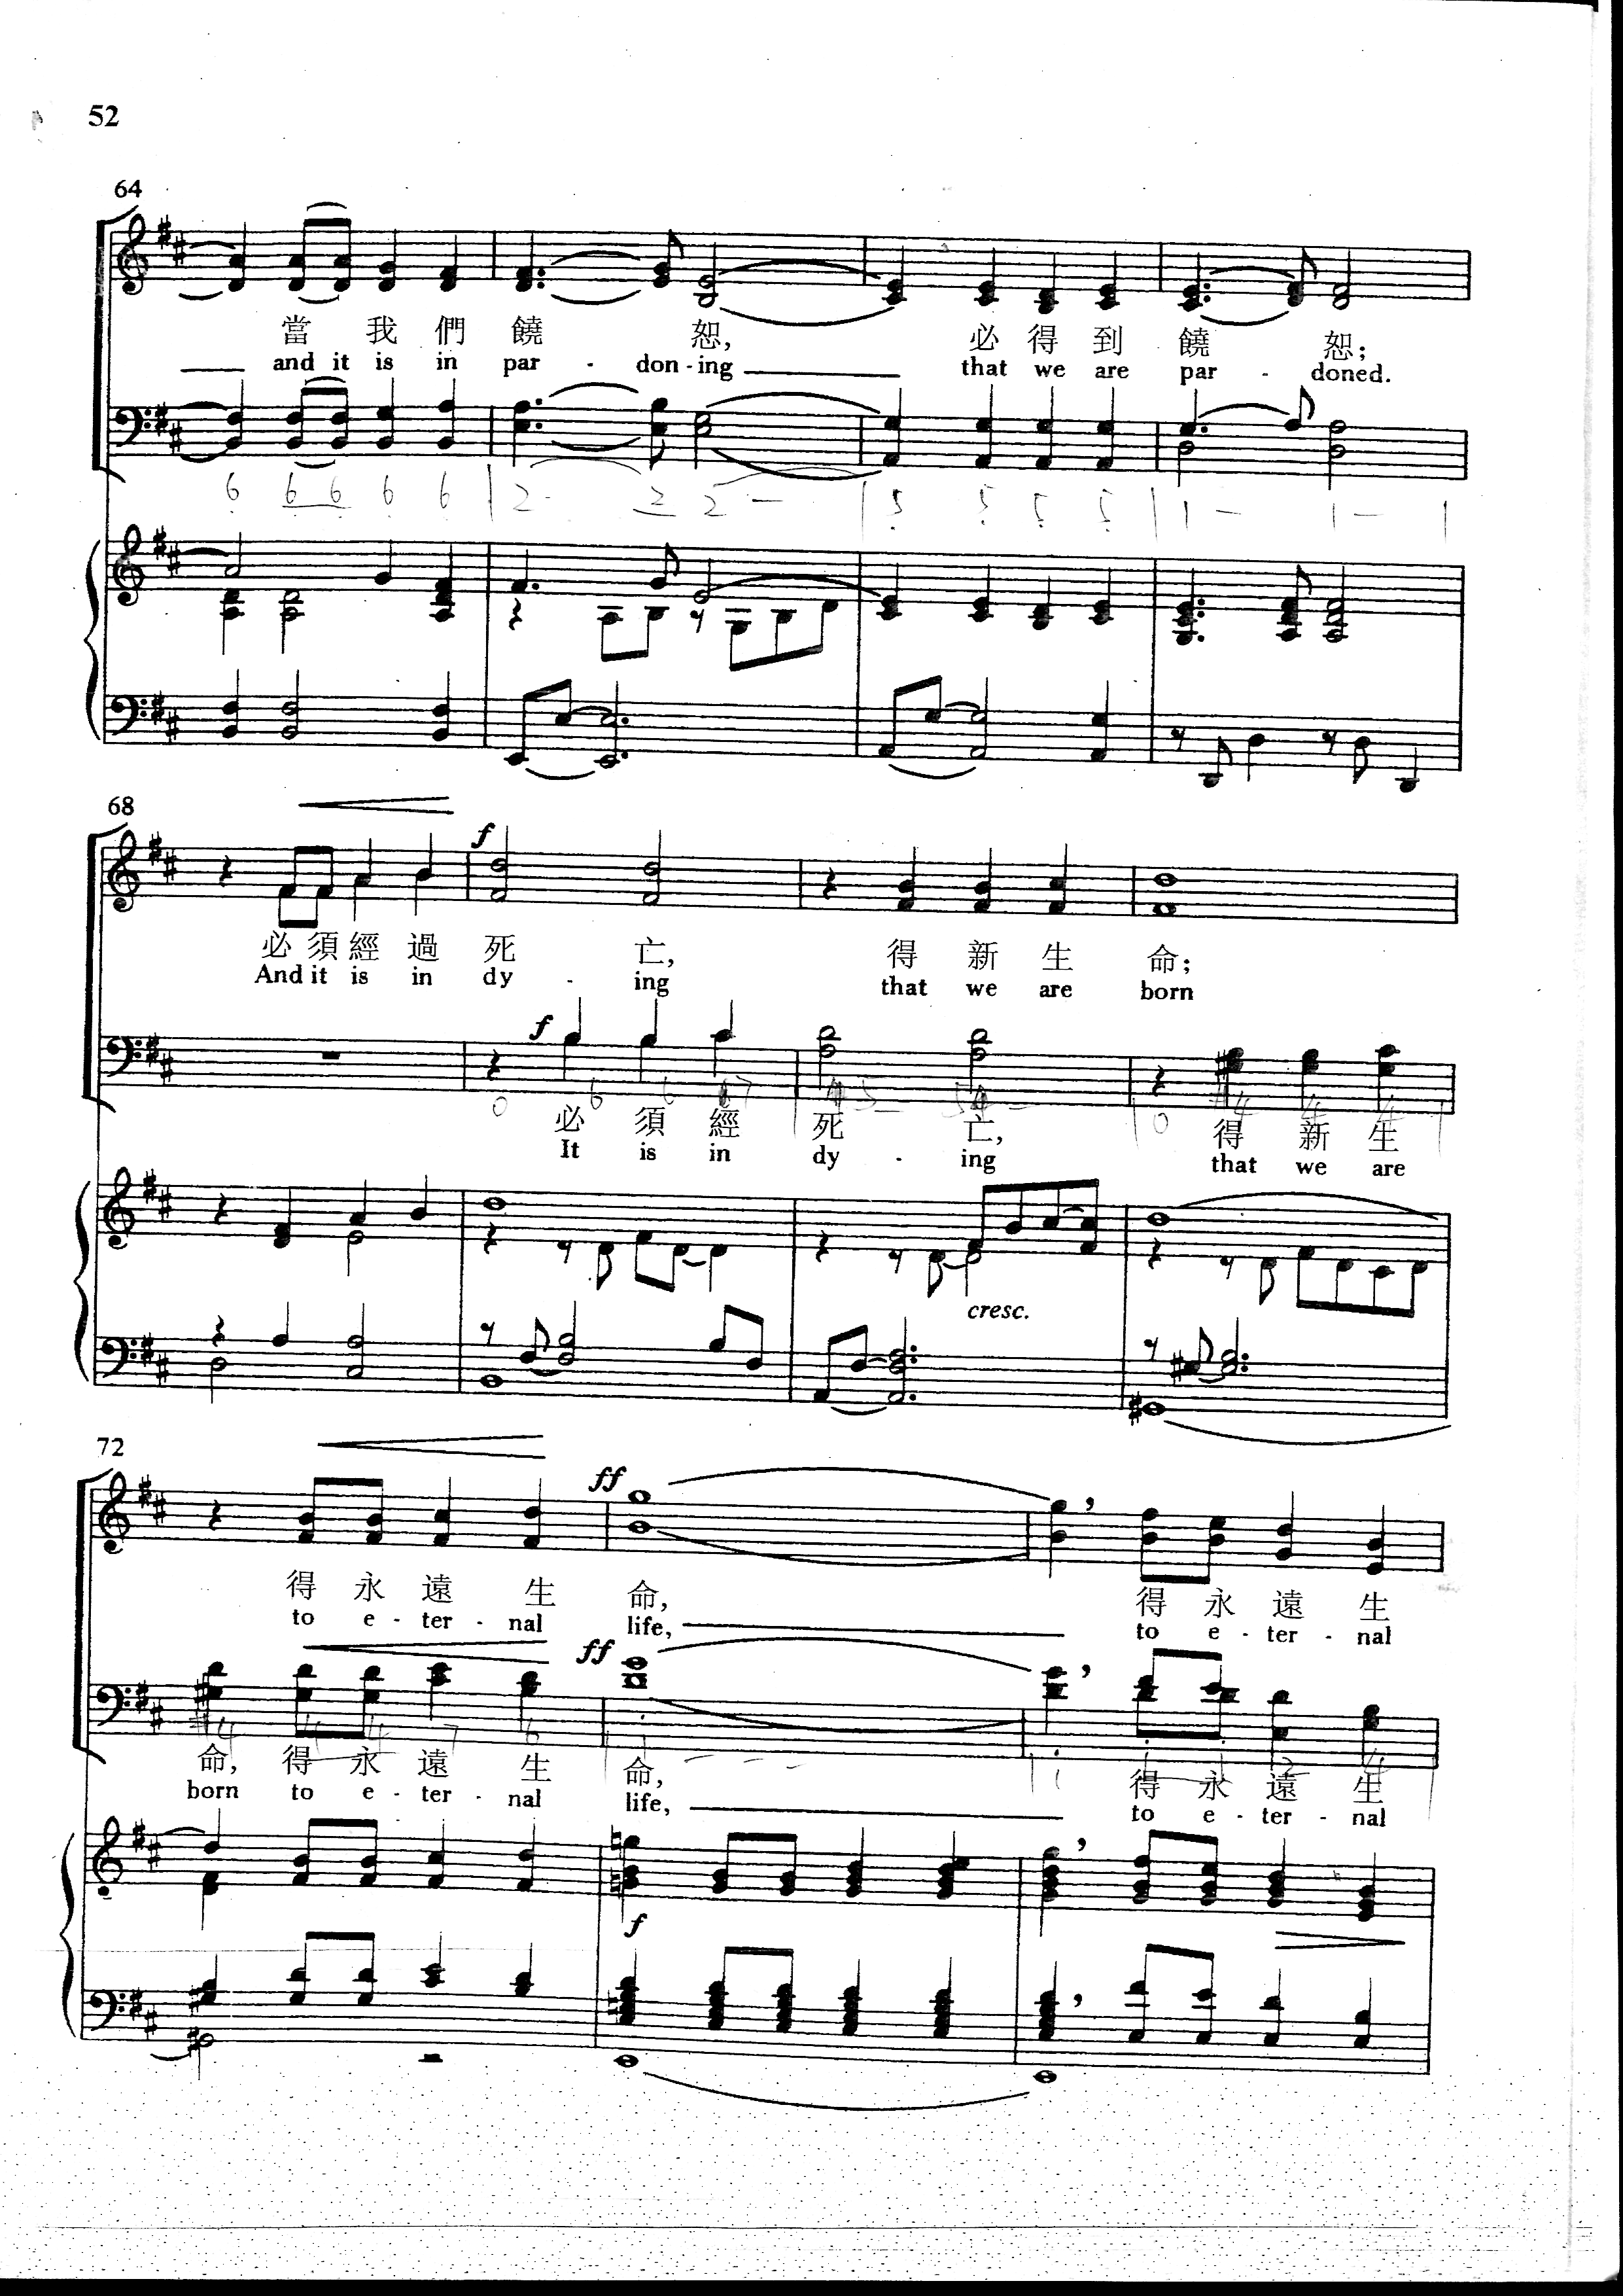 52
64
當 我 們 饒 恕, 必 得 到 饒 恕;
and it is in par - don - ing that we are par - doned.
6 6 6 6 6 | 2 · 2 2 — | 5 5 5 5 | 1 — 1 — |
68
f
必 須 經 過 死 亡, 得 新 生 命;
And it is in dy - ing that we are born
f
0 6 6 7
必 須 經 死 亡, 得 新 生
It is in dy - ing that we are
cresc.
72
ff
得 永 遠 生 命, 得 永 遠 生
to e - ter - nal life, to e - ter - nal
ff
命, 得 永 遠 生 命, 得 永 遠 生
born to e - ter - nal life, to e - ter - nal
f